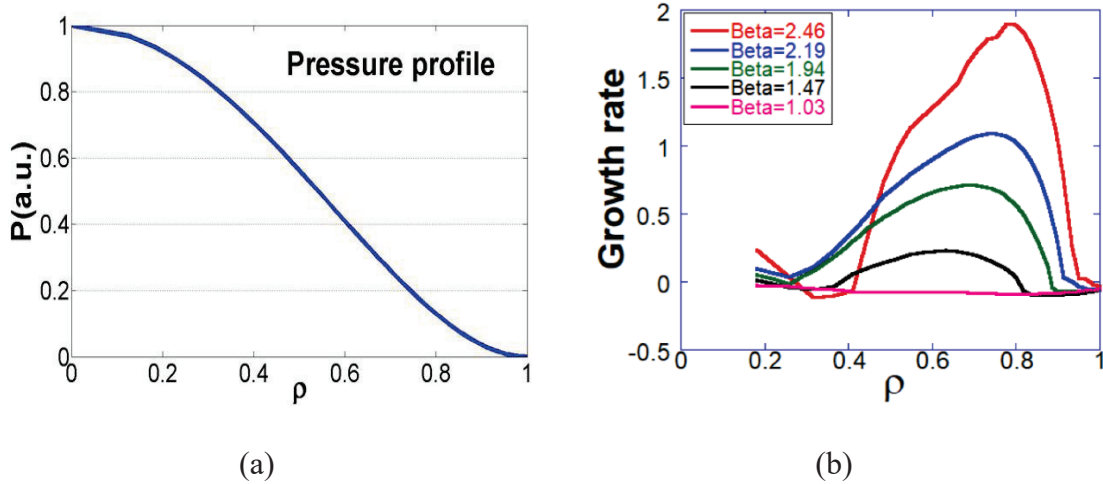 Pressure profile
P(a.u.)
1
0.8
0.6
0.4
0.2
0
0
0.2
0.4
0.6
0.8
1
ρ
(a)
Beta=2.46
Beta=2.19
Beta=1.94
Beta=1.47
Beta=1.03
Growth rate
2
1.5
1
0.5
0
-0.5
0
0.2
0.4
0.6
0.8
1
ρ
(b)